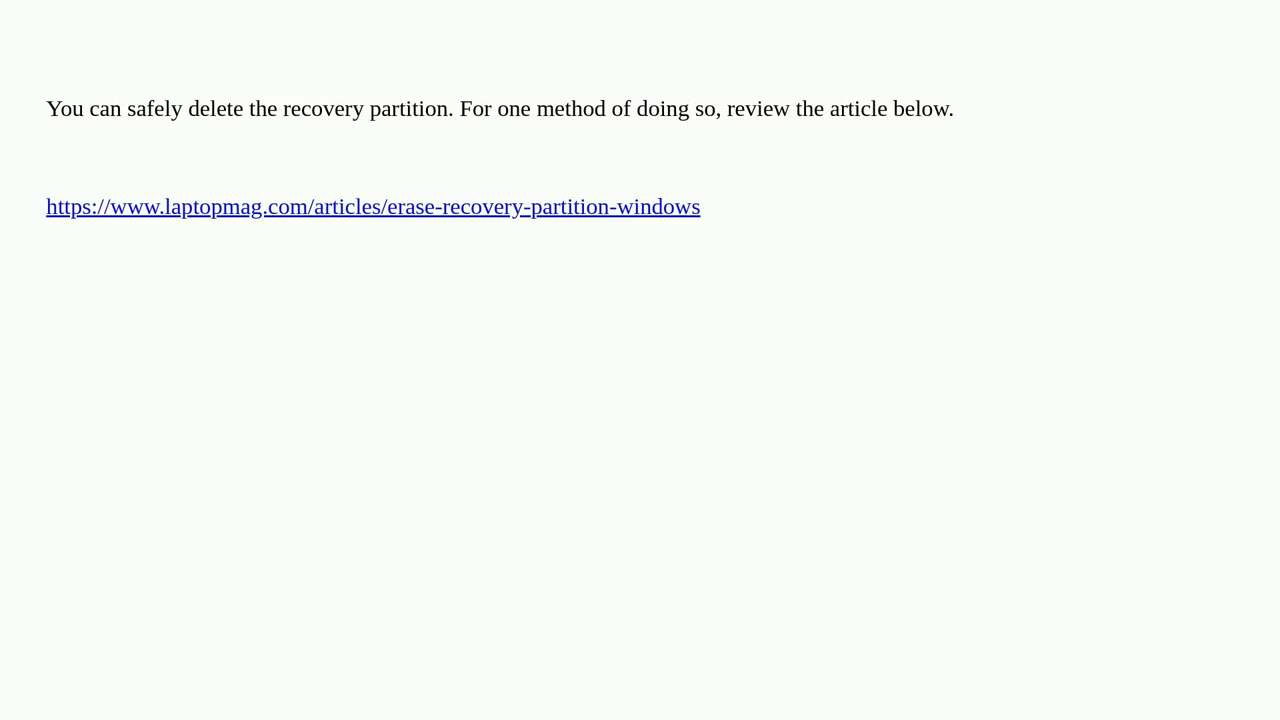 You can safely delete the recovery partition. For one method of doing so, review the article below.
https://www.laptopmag.com/articles/erase-recovery-partition-windows